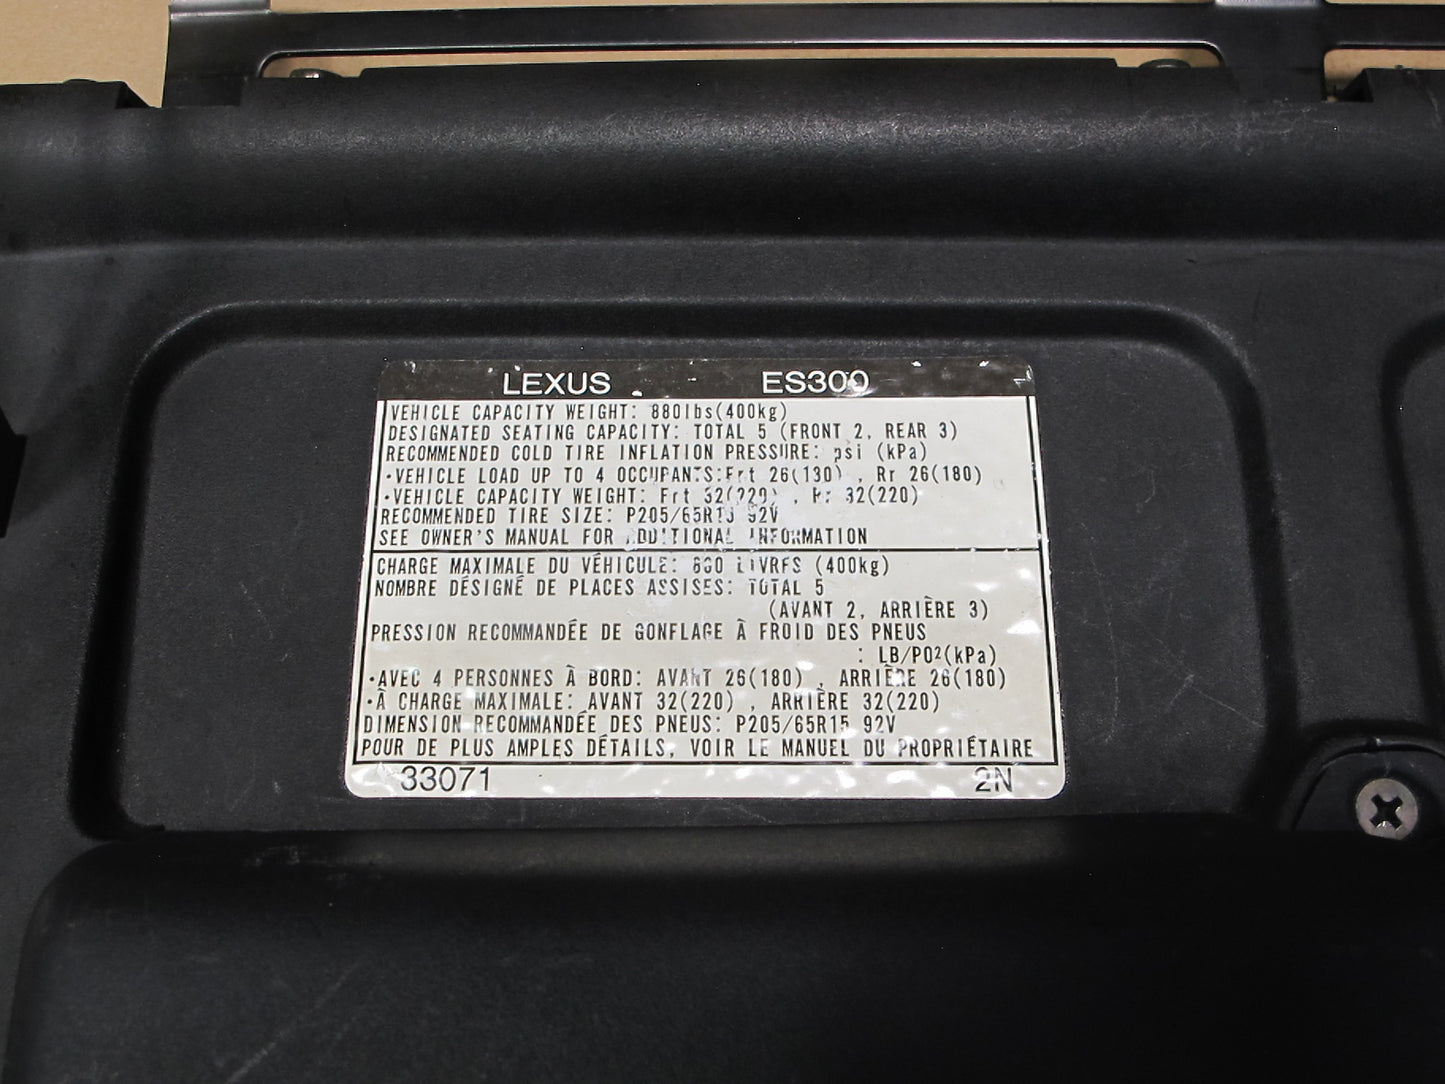 LEXUS ES300
VEHICLE CAPACITY WEIGHT: 880lbs(400kg)
DESIGNATED SEATING CAPACITY: TOTAL 5 (FRONT 2, REAR 3)
RECOMMENDED COLD TIRE INFLATION PRESSURE: psi (kPa)
·VEHICLE LOAD UP TO 4 OCCUPANTS:Frt 26(130) , Rr 26(180)
·VEHICLE CAPACITY WEIGHT: Frt 32(220) , Rr 32(220)
RECOMMENDED TIRE SIZE: P205/65R15 92V
SEE OWNER'S MANUAL FOR ADDITIONAL INFORMATION
CHARGE MAXIMALE DU VÉHICULE: 880 LIVRES (400kg)
NOMBRE DÉSIGNÉ DE PLACES ASSISES: TOTAL 5
(AVANT 2, ARRIÈRE 3)
PRESSION RECOMMANDÉE DE GONFLAGE À FROID DES PNEUS
: LB/PO²(kPa)
·AVEC 4 PERSONNES À BORD: AVANT 26(180) , ARRIÈRE 26(180)
·À CHARGE MAXIMALE: AVANT 32(220) , ARRIÈRE 32(220)
DIMENSION RECOMMANDÉE DES PNEUS: P205/65R15 92V
POUR DE PLUS AMPLES DÉTAILS, VOIR LE MANUEL DU PROPRIÉTAIRE
33071 2N